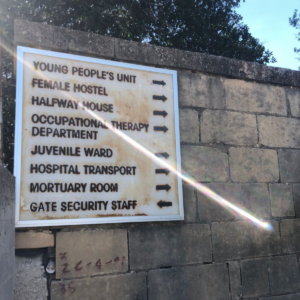 YOUNG PEOPLE'S UNIT
FEMALE HOSTEL →
HALFWAY HOUSE →
OCCUPATIONAL THERAPY →
DEPARTMENT
JUVENILE WARD →
HOSPITAL TRANSPORT →
MORTUARY ROOM ←
GATE SECURITY STAFF ←